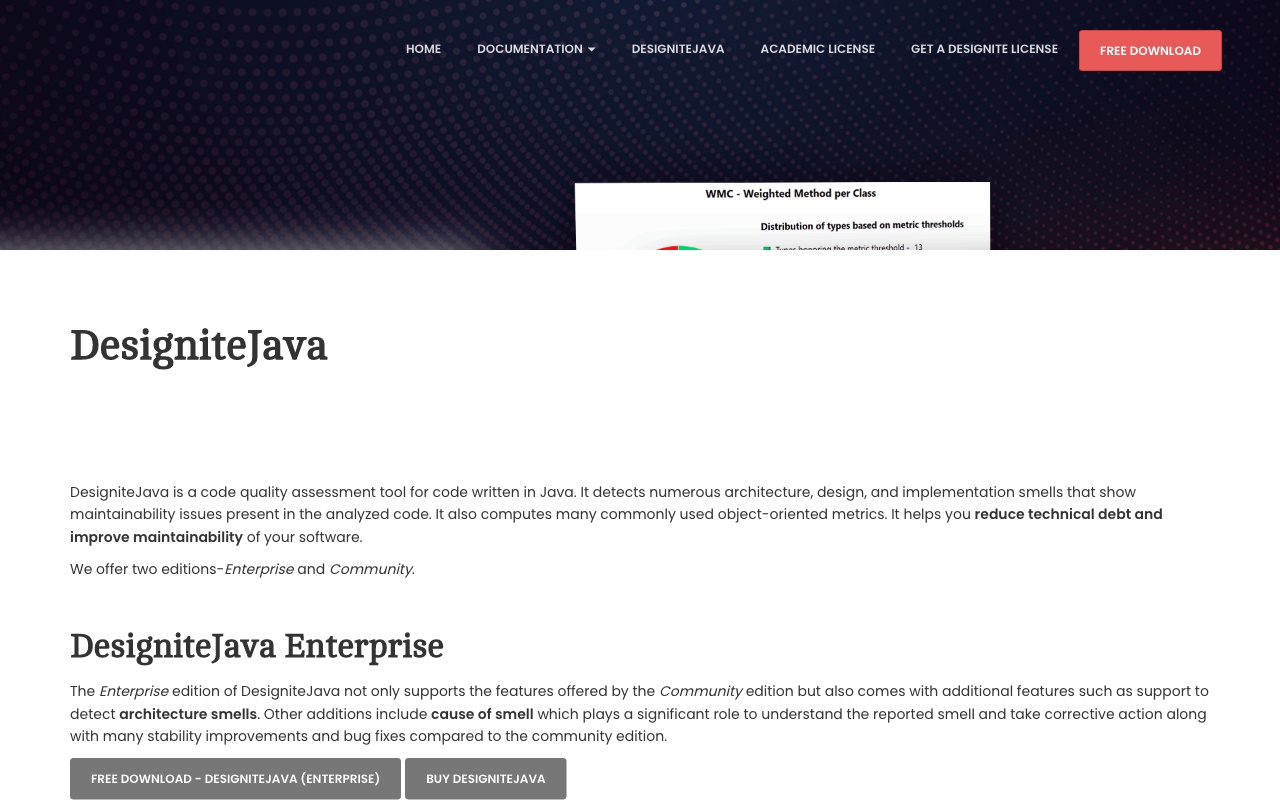 HOME DOCUMENTATION DESIGNITEJAVA ACADEMIC LICENSE GET A DESIGNITE LICENSE FREE DOWNLOAD
WMC - Weighted Method per Class
Distribution of types based on metric thresholds
Types honoring the metric threshold - 13
DesigniteJava
DesigniteJava is a code quality assessment tool for code written in Java. It detects numerous architecture, design, and implementation smells that show
maintainability issues present in the analyzed code. It also computes many commonly used object-oriented metrics. It helps you reduce technical debt and
improve maintainability of your software.
We offer two editions-Enterprise and Community.
DesigniteJava Enterprise
The Enterprise edition of DesigniteJava not only supports the features offered by the Community edition but also comes with additional features such as support to
detect architecture smells. Other additions include cause of smell which plays a significant role to understand the reported smell and take corrective action along
with many stability improvements and bug fixes compared to the community edition.
FREE DOWNLOAD - DESIGNITEJAVA (ENTERPRISE) BUY DESIGNITEJAVA